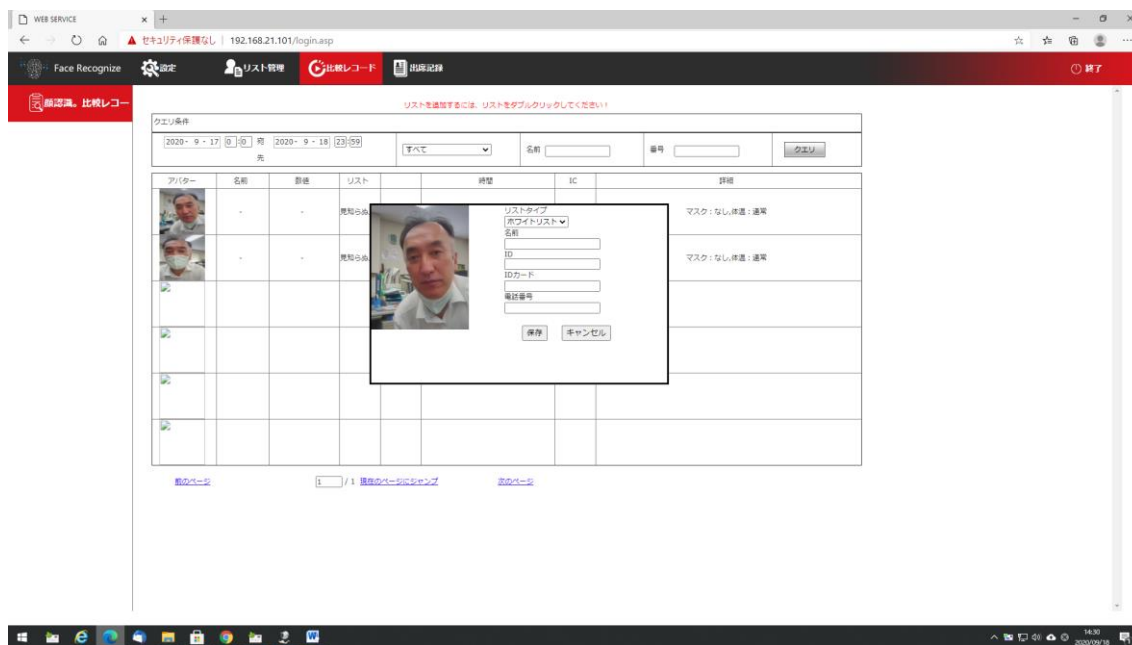 WEB SERVICE
セキュリティ保護なし | 192.168.21.101/login.asp
Face Recognize 設定 リスト管理 比較レコード 出席記録 終了
顔認識。比較レコー
リストを追加するには、リストをダブルクリックしてください!
クエリ条件
2020- 9 - 17 0 :0 宛先 2020- 9 - 18 23:59 すべて 名前 番号 クエリ
アバター 名前 数値 リスト 時間 IC 詳細
- - 見知らぬ マスク:なし,体温:通常
- - 見知らぬ マスク:なし,体温:通常
リストタイプ
ホワイトリスト
名前
ID
IDカード
電話番号
保存 キャンセル
前のページ 1 / 1 現在のページにジャンプ 次のページ
14:30
2020/09/18